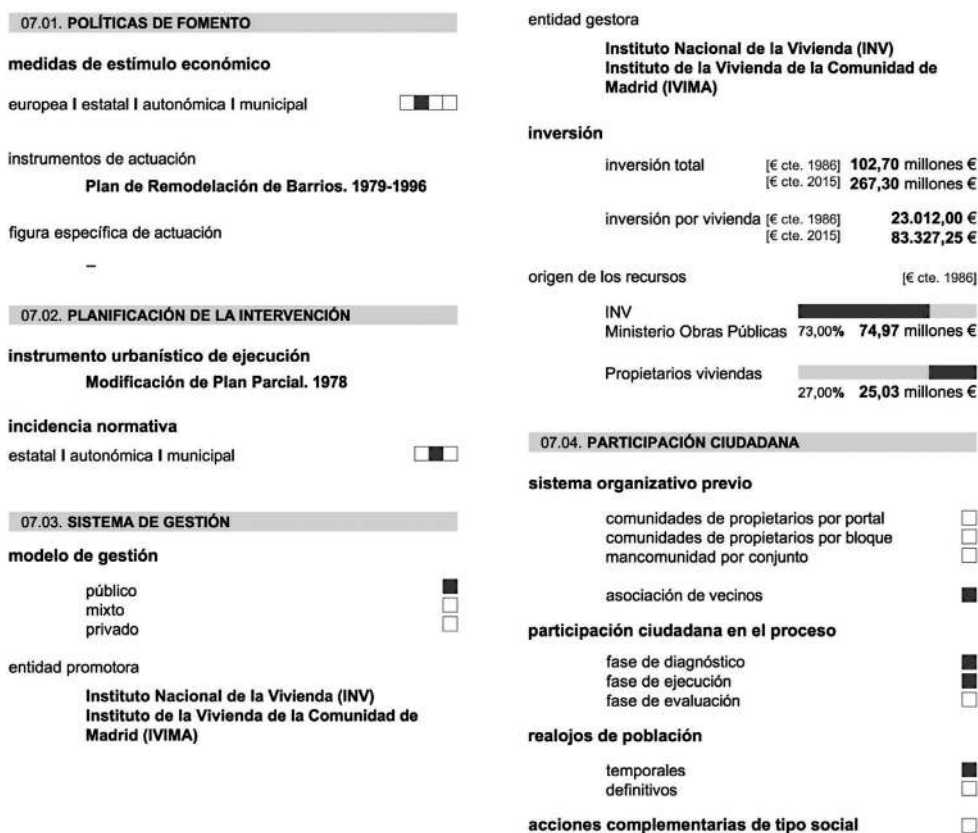 07.01. POLÍTICAS DE FOMENTO
medidas de estímulo económico
europea I estatal I autonómica I municipal
instrumentos de actuación
Plan de Remodelación de Barrios. 1979-1996
figura específica de actuación
–
07.02. PLANIFICACIÓN DE LA INTERVENCIÓN
instrumento urbanístico de ejecución
Modificación de Plan Parcial. 1978
incidencia normativa
estatal I autonómica I municipal
07.03. SISTEMA DE GESTIÓN
modelo de gestión
público
mixto
privado
entidad promotora
Instituto Nacional de la Vivienda (INV)
Instituto de la Vivienda de la Comunidad de
Madrid (IVIMA)
entidad gestora
Instituto Nacional de la Vivienda (INV)
Instituto de la Vivienda de la Comunidad de
Madrid (IVIMA)
inversión
inversión total [€ cte. 1986] 102,70 millones €
[€ cte. 2015] 267,30 millones €
inversión por vivienda [€ cte. 1986] 23.012,00 €
[€ cte. 2015] 83.327,25 €
origen de los recursos [€ cte. 1986]
INV
Ministerio Obras Públicas 73,00% 74,97 millones €
Propietarios viviendas
27,00% 25,03 millones €
07.04. PARTICIPACIÓN CIUDADANA
sistema organizativo previo
comunidades de propietarios por portal
comunidades de propietarios por bloque
mancomunidad por conjunto
asociación de vecinos
participación ciudadana en el proceso
fase de diagnóstico
fase de ejecución
fase de evaluación
realojos de población
temporales
definitivos
acciones complementarias de tipo social